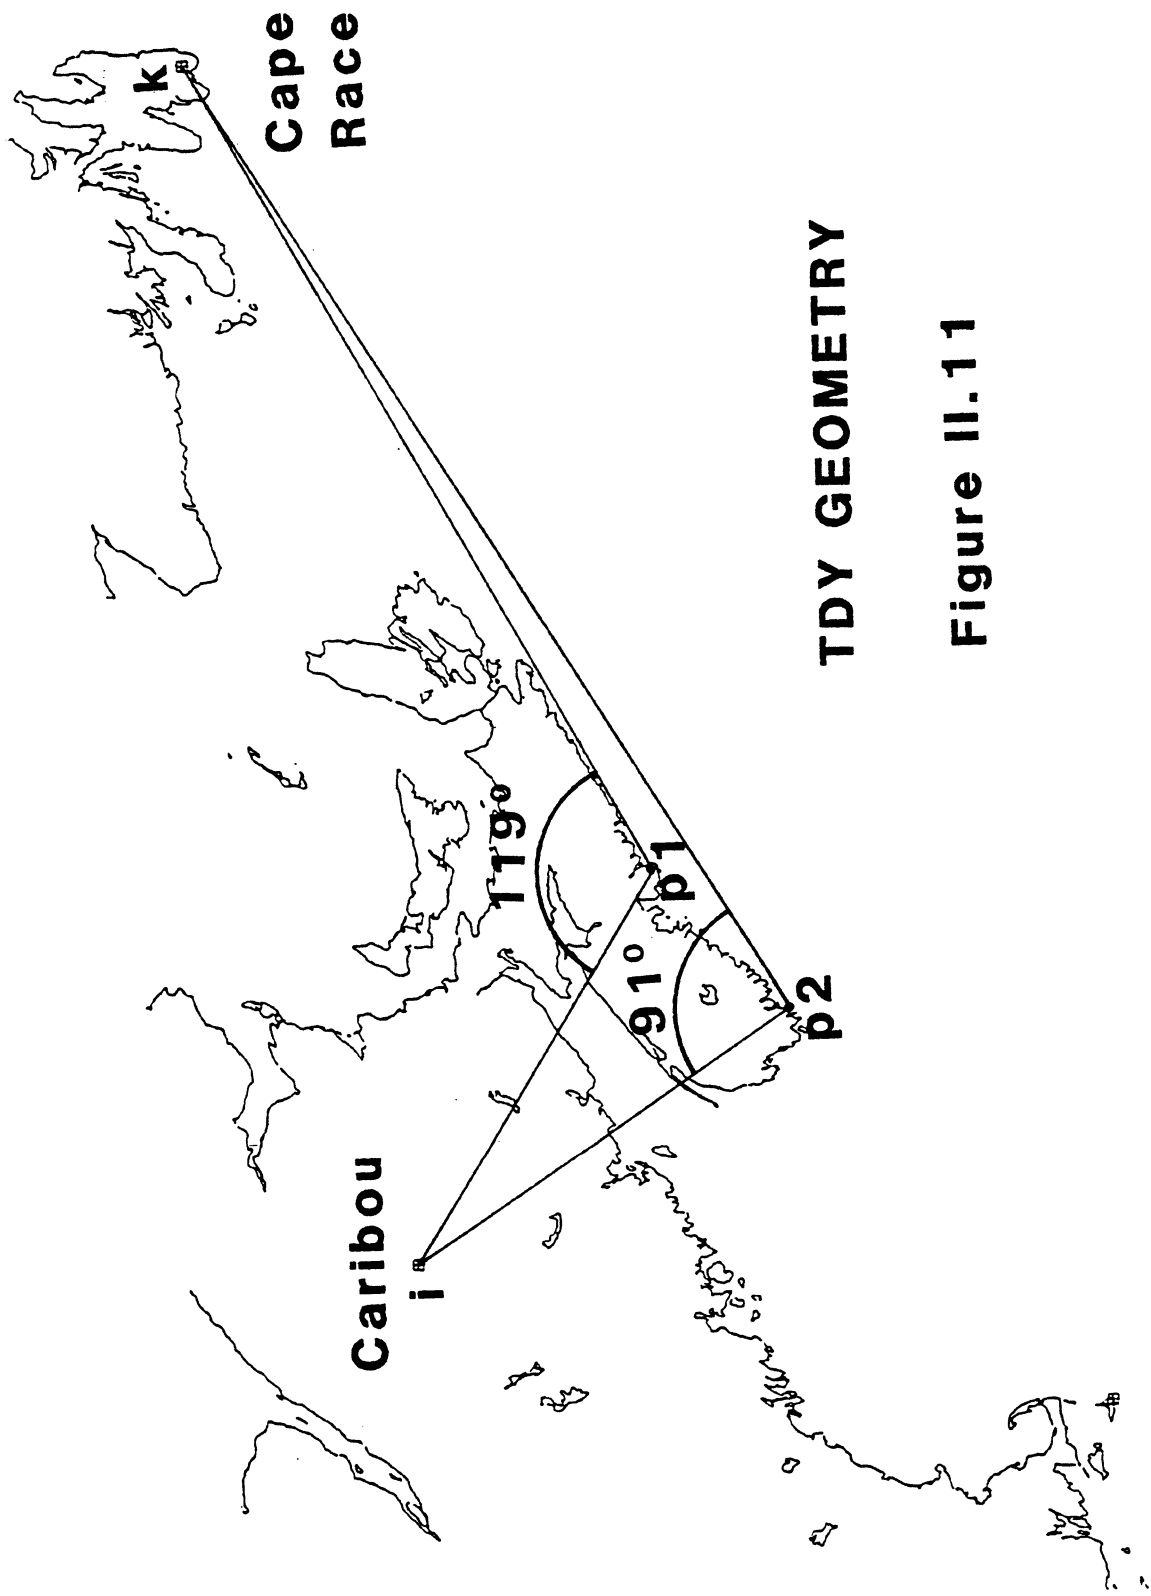 k
Cape
Race
119°
p1
91°
p2
Caribou
i
TDY GEOMETRY
Figure II.11